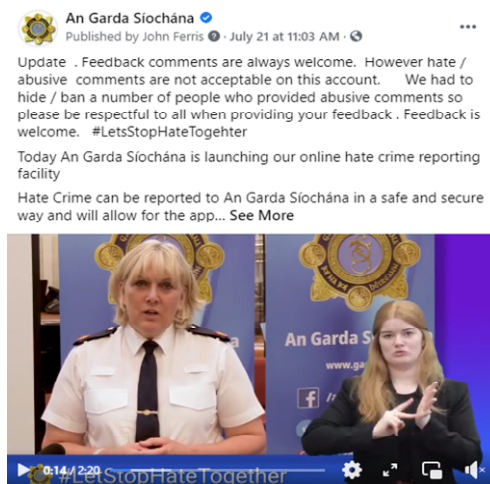 An Garda Síochána
Published by John Ferris · July 21 at 11:03 AM ·
Update . Feedback comments are always welcome. However hate /
abusive comments are not acceptable on this account. We had to
hide / ban a number of people who provided abusive comments so
please be respectful to all when providing your feedback . Feedback is
welcome. #LetsStopHateTogehter
Today An Garda Síochána is launching our online hate crime reporting
facility
Hate Crime can be reported to An Garda Síochána in a safe and secure
way and will allow for the app... See More
An Garda S
www.ga
0:14 / 2:20
#LetsStopHateTogether